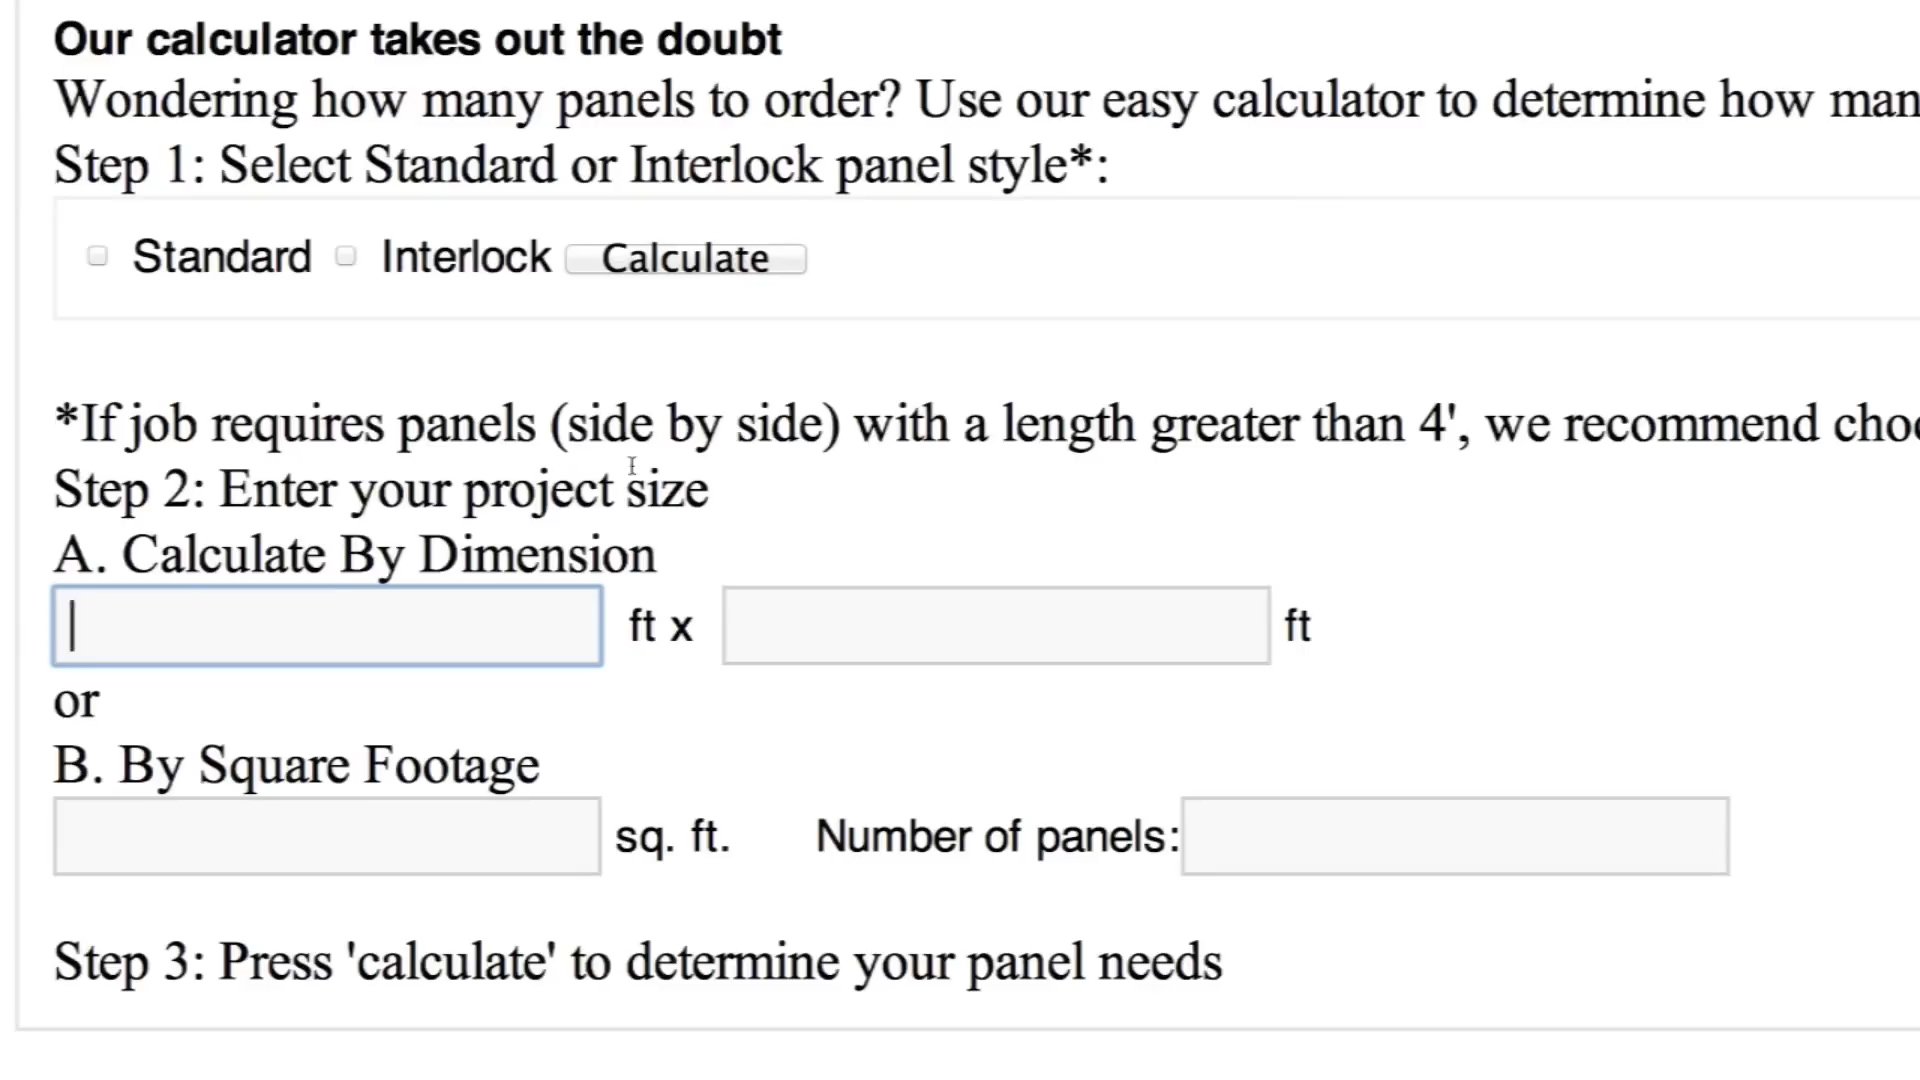 Our calculator takes out the doubt
Wondering how many panels to order? Use our easy calculator to determine how
Step 1: Select Standard or Interlock panel style*:
Standard Interlock Calculate
*If job requires panels (side by side) with a length greater than 4', we recommend
Step 2: Enter your project size
A. Calculate By Dimension
ft x ft
or
B. By Square Footage
sq. ft. Number of panels:
Step 3: Press 'calculate' to determine your panel needs